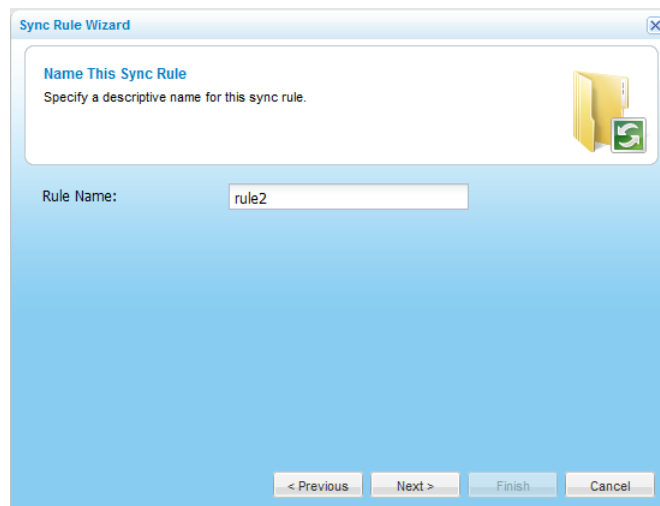 Sync Rule Wizard
Name This Sync Rule
Specify a descriptive name for this sync rule.
Rule Name: rule2
< Previous Next > Finish Cancel